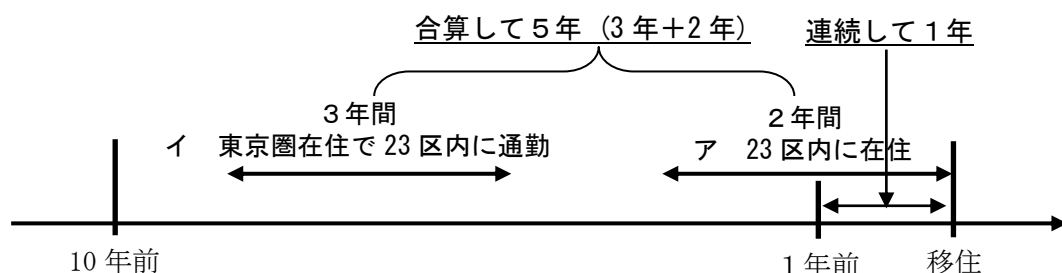 合算して５年（3年＋2年）
連続して１年
３年間
イ　東京圏在住で 23 区内に通勤
２年間
ア　23 区内に在住
10 年前
１年前
移住